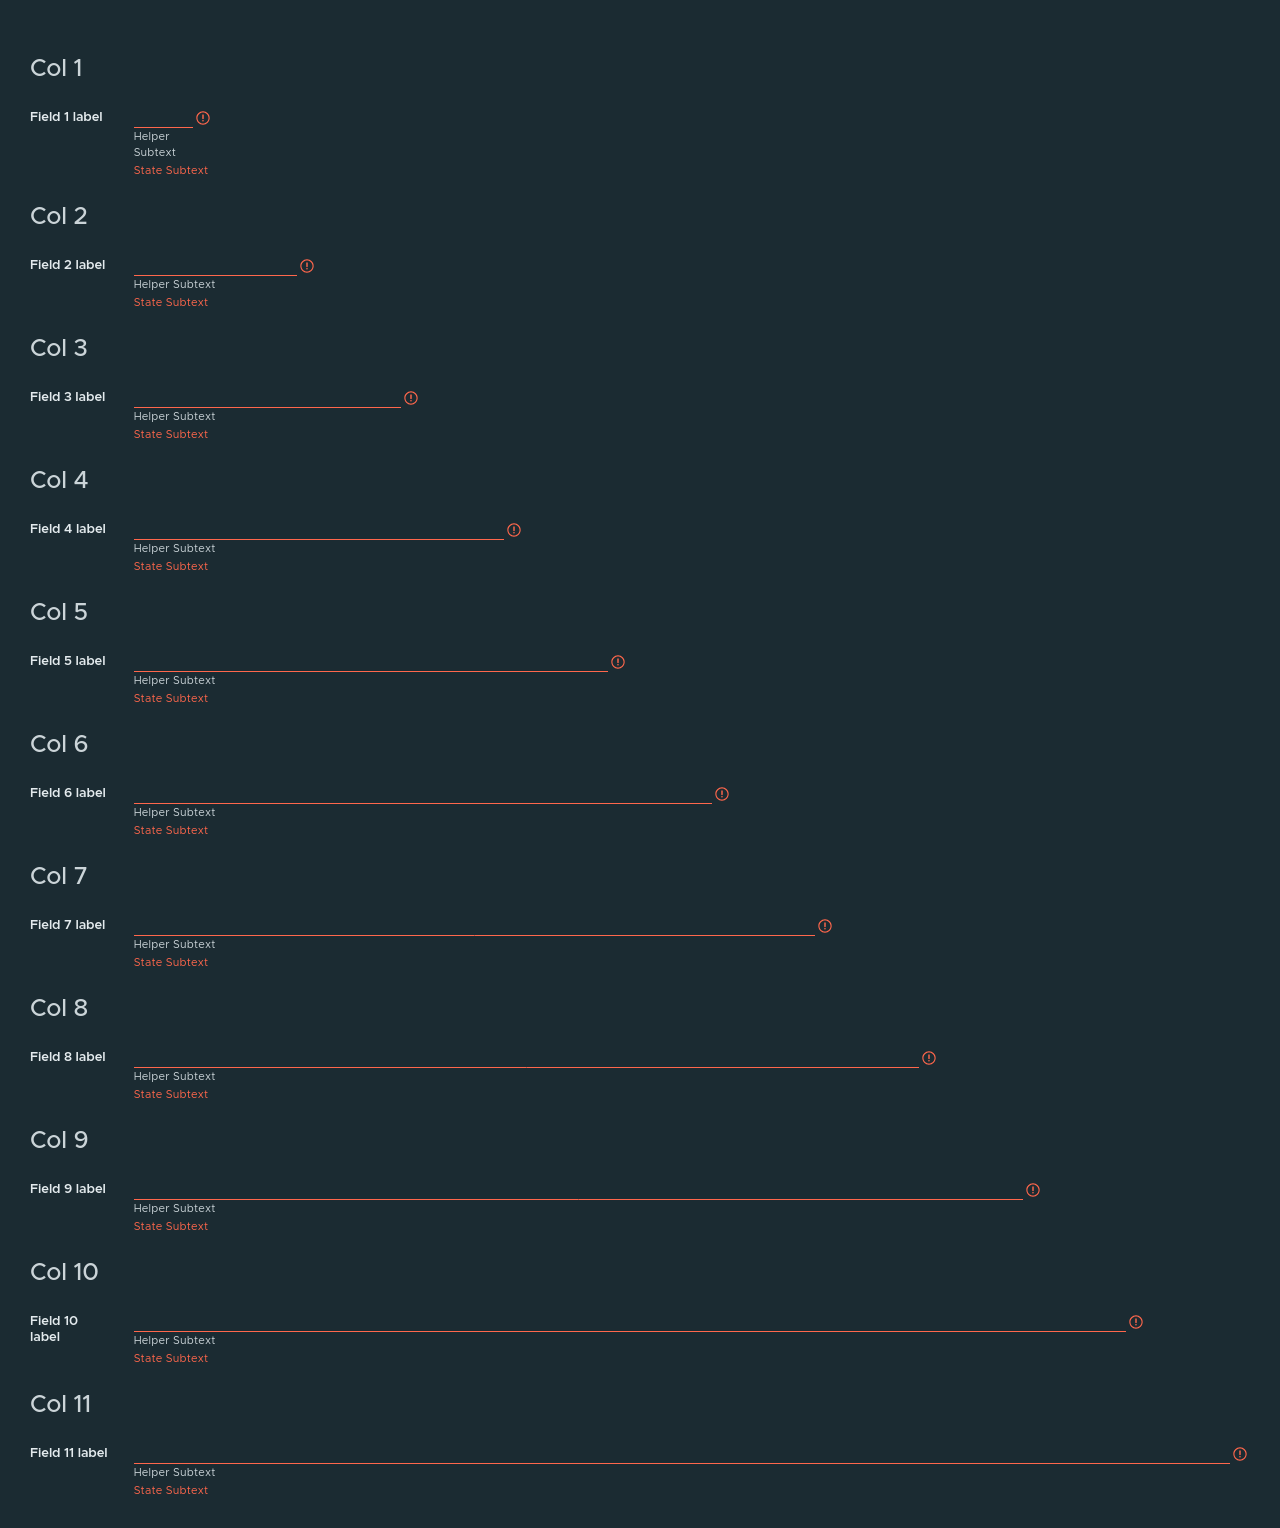 Col 1
Field 1 label
Helper
Subtext
State Subtext
Col 2
Field 2 label
Helper Subtext
State Subtext
Col 3
Field 3 label
Helper Subtext
State Subtext
Col 4
Field 4 label
Helper Subtext
State Subtext
Col 5
Field 5 label
Helper Subtext
State Subtext
Col 6
Field 6 label
Helper Subtext
State Subtext
Col 7
Field 7 label
Helper Subtext
State Subtext
Col 8
Field 8 label
Helper Subtext
State Subtext
Col 9
Field 9 label
Helper Subtext
State Subtext
Col 10
Field 10
label
Helper Subtext
State Subtext
Col 11
Field 11 label
Helper Subtext
State Subtext